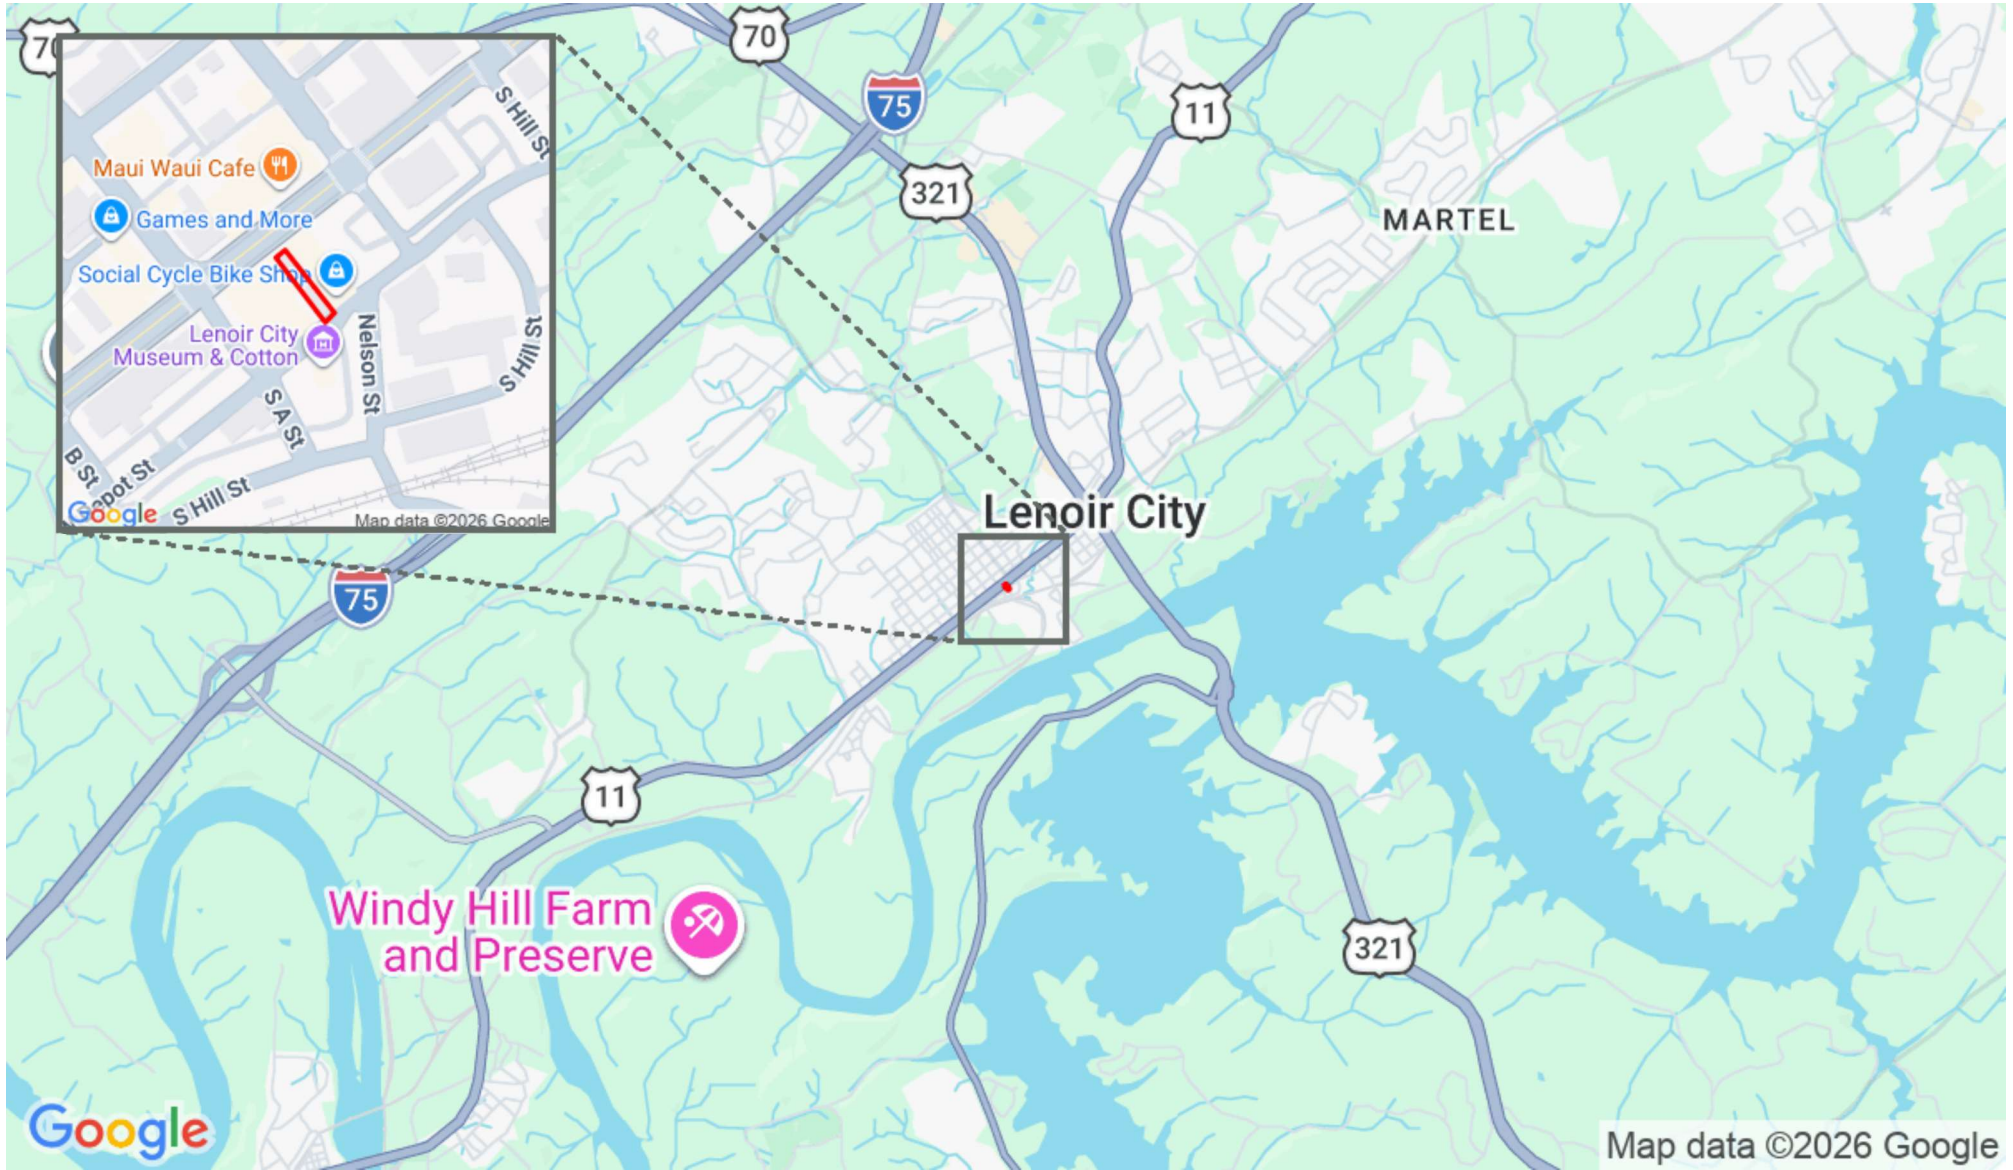 70
70
75
11
321
MARTEL
S Hill St
Maui Waui Cafe
Games and More
Social Cycle Bike Shop
Lenoir City
Museum & Cotton
Nelson St
S Hill St
S A St
B St
S Hill St
Google
Map data ©2026 Google
Lenoir City
75
11
Windy Hill Farm
and Preserve
321
Google
Map data ©2026 Google